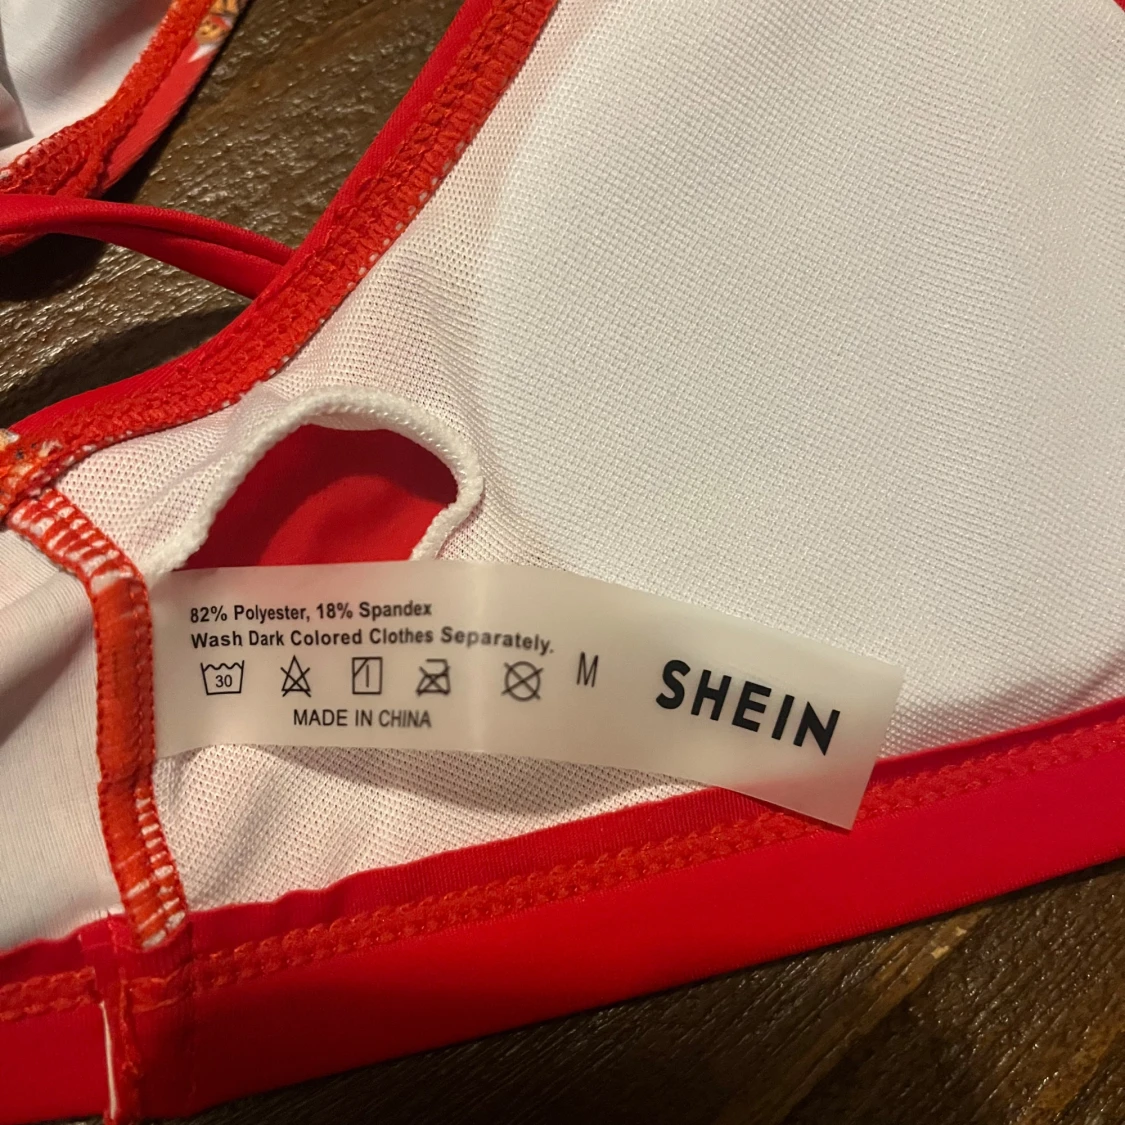 82% Polyester, 18% Spandex
Wash Dark Colored Clothes Separately.
30
M
SHEIN
MADE IN CHINA